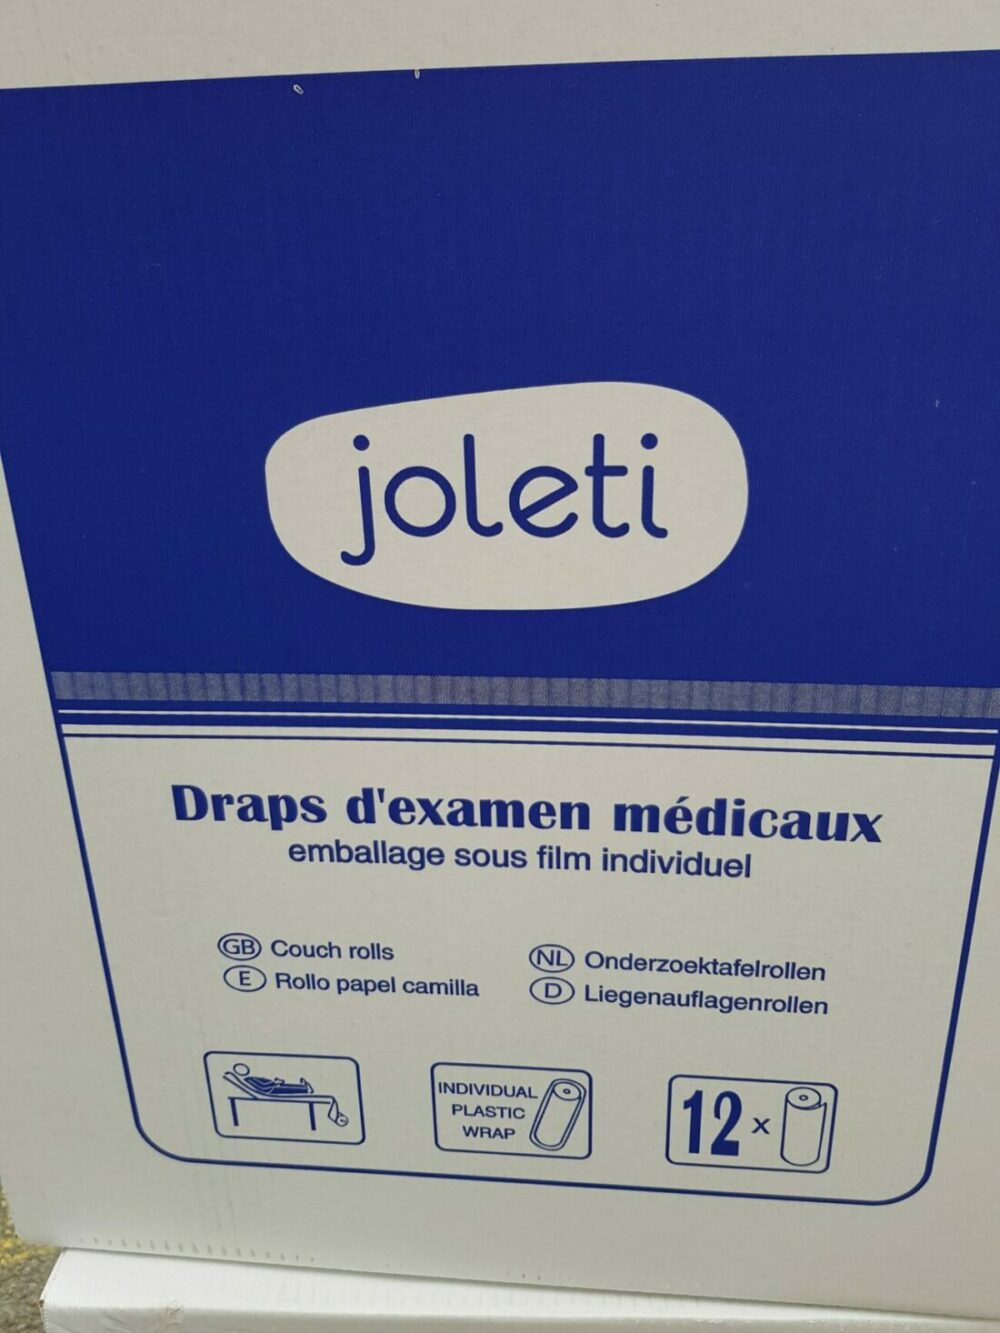 joleti
Draps d'examen médicaux
emballage sous film individuel
GB Couch rolls
E Rollo papel camilla
NL Onderzoektafelrollen
D Liegenauflagenrollen
INDIVIDUAL
PLASTIC
WRAP
12 x